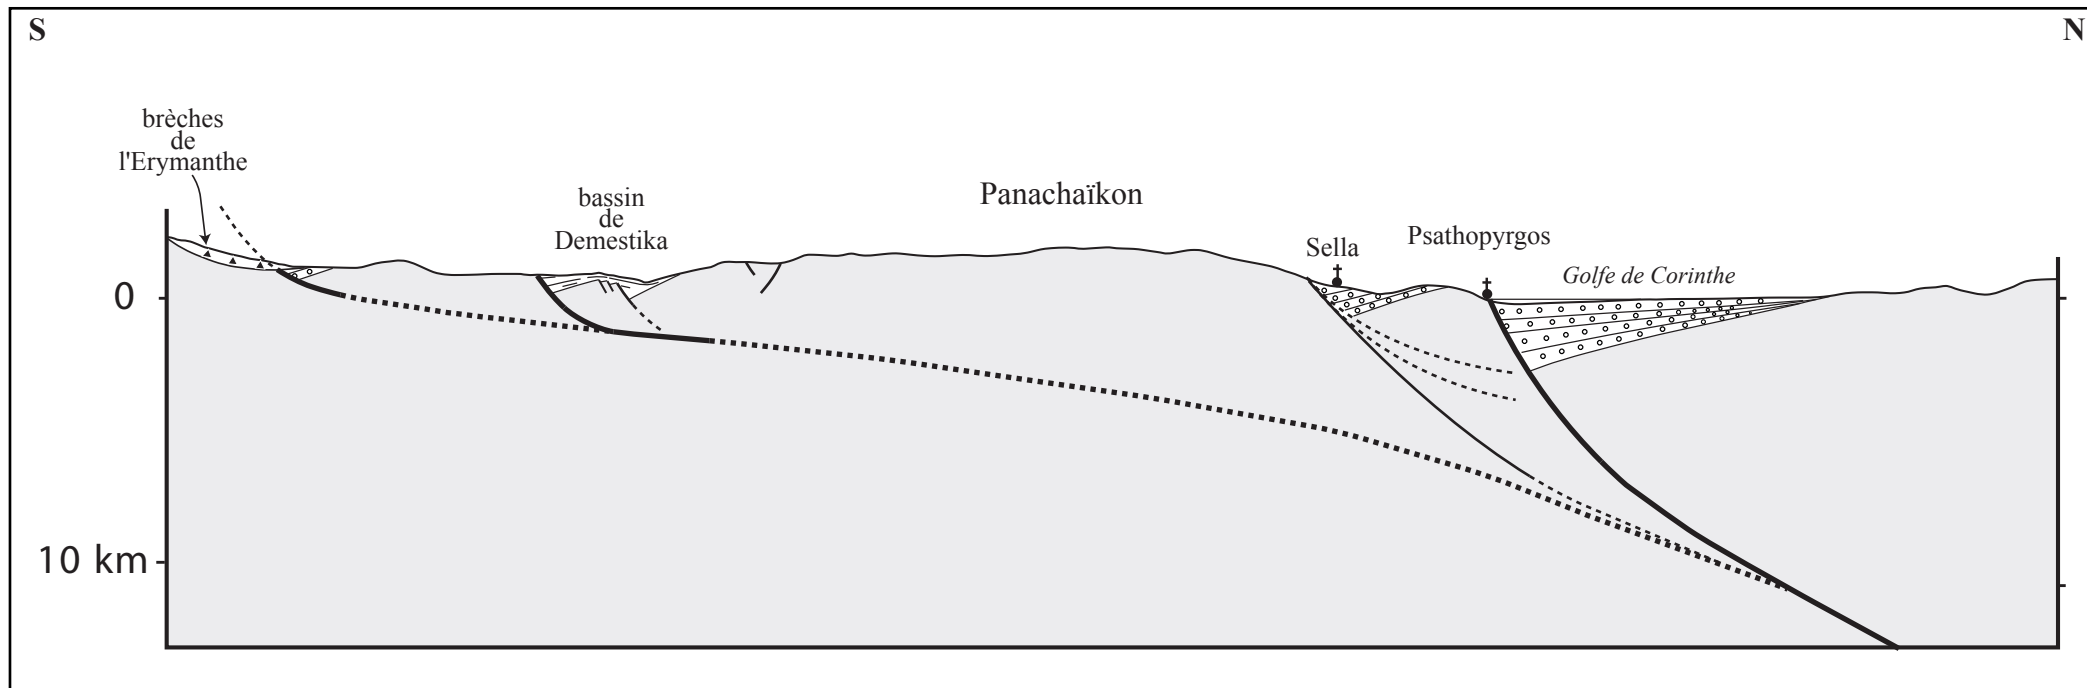 S
N
brèches
de
l'Erymanthe
bassin
de
Demestika
Panachaïkon
Sella
Psathopyrgos
Golfe de Corinthe
0
10 km